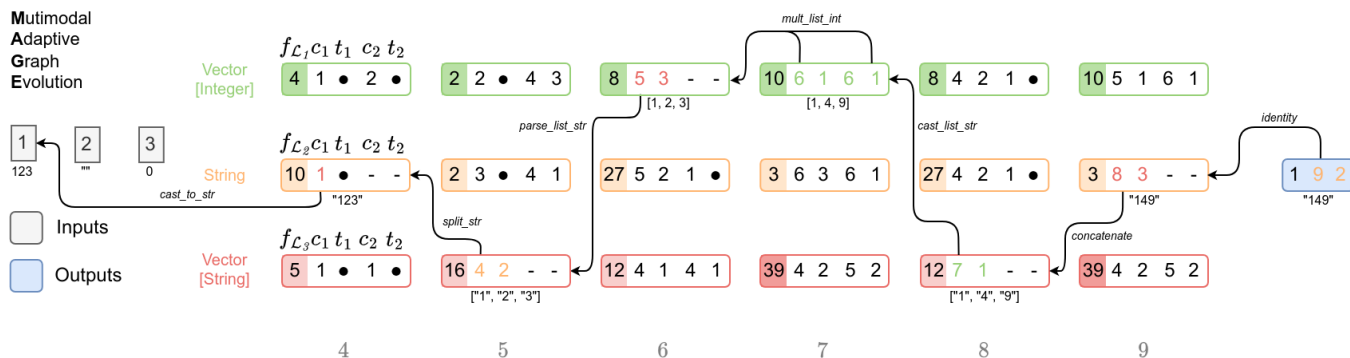 Mutimodal
Adaptive
Graph
Evolution
f_{ℒ₁} c₁ t₁ c₂ t₂
mult_list_int
Vector
[Integer]
4 1 ● 2 ●
2 2 ● 4 3
8 5 3 - -
10 6 1 6 1
8 4 2 1 ●
10 5 1 6 1
[1, 2, 3]
[1, 4, 9]
parse_list_str
cast_list_str
identity
1
2
3
123
""
0
f_{ℒ₂} c₁ t₁ c₂ t₂
String
10 1 ● - -
2 3 ● 4 1
27 5 2 1 ●
3 6 3 6 1
27 4 2 1 ●
3 8 3 - -
1 9 2
cast_to_str
"123"
"149"
"149"
split_str
concatenate
Inputs
Outputs
f_{ℒ₃} c₁ t₁ c₂ t₂
Vector
[String]
5 1 ● 1 ●
16 4 2 - -
12 4 1 4 1
39 4 2 5 2
12 7 1 - -
39 4 2 5 2
["1", "2", "3"]
["1", "4", "9"]
4
5
6
7
8
9